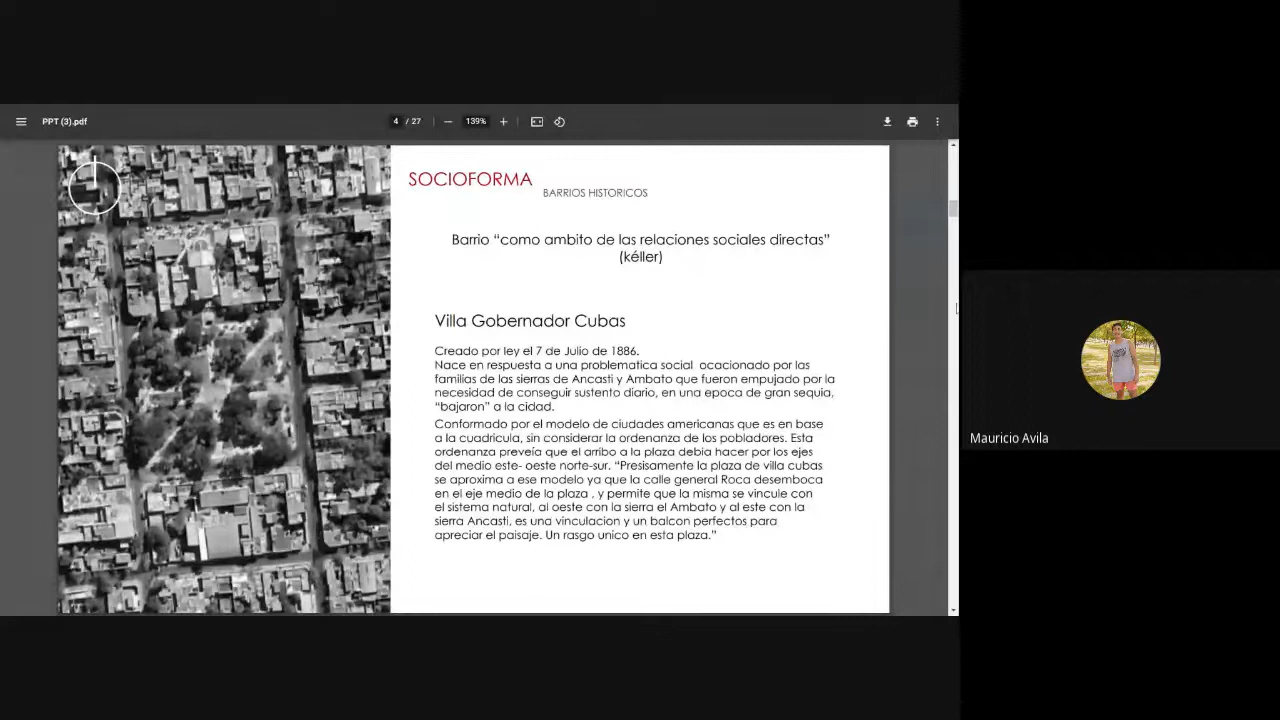 PPT (3).pdf
4 / 27
139%
SOCIOFORMA
BARRIOS HISTORICOS
Barrio “como ambito de las relaciones sociales directas”
(kéller)
Villa Gobernador Cubas
Creado por ley el 7 de Julio de 1886.
Nace en respuesta a una problematica social ocacionado por las
familias de las sierras de Ancasti y Ambato que fueron empujado por la
necesidad de conseguir sustento diario, en una epoca de gran sequia,
“bajaron” a la cidad.
Conformado por el modelo de ciudades americanas que es en base
a la cuadricula, sin considerar la ordenanza de los pobladores. Esta
ordenanza preveía que el arribo a la plaza debia hacer por los ejes
del medio este- oeste norte-sur. “Presisamente la plaza de villa cubas
se aproxima a ese modelo ya que la calle general Roca desemboca
en el eje medio de la plaza , y permite que la misma se vincule con
el sistema natural, al oeste con la sierra el Ambato y al este con la
sierra Ancasti, es una vinculacion y un balcon perfectos para
apreciar el paisaje. Un rasgo unico en esta plaza.”
Mauricio Avila